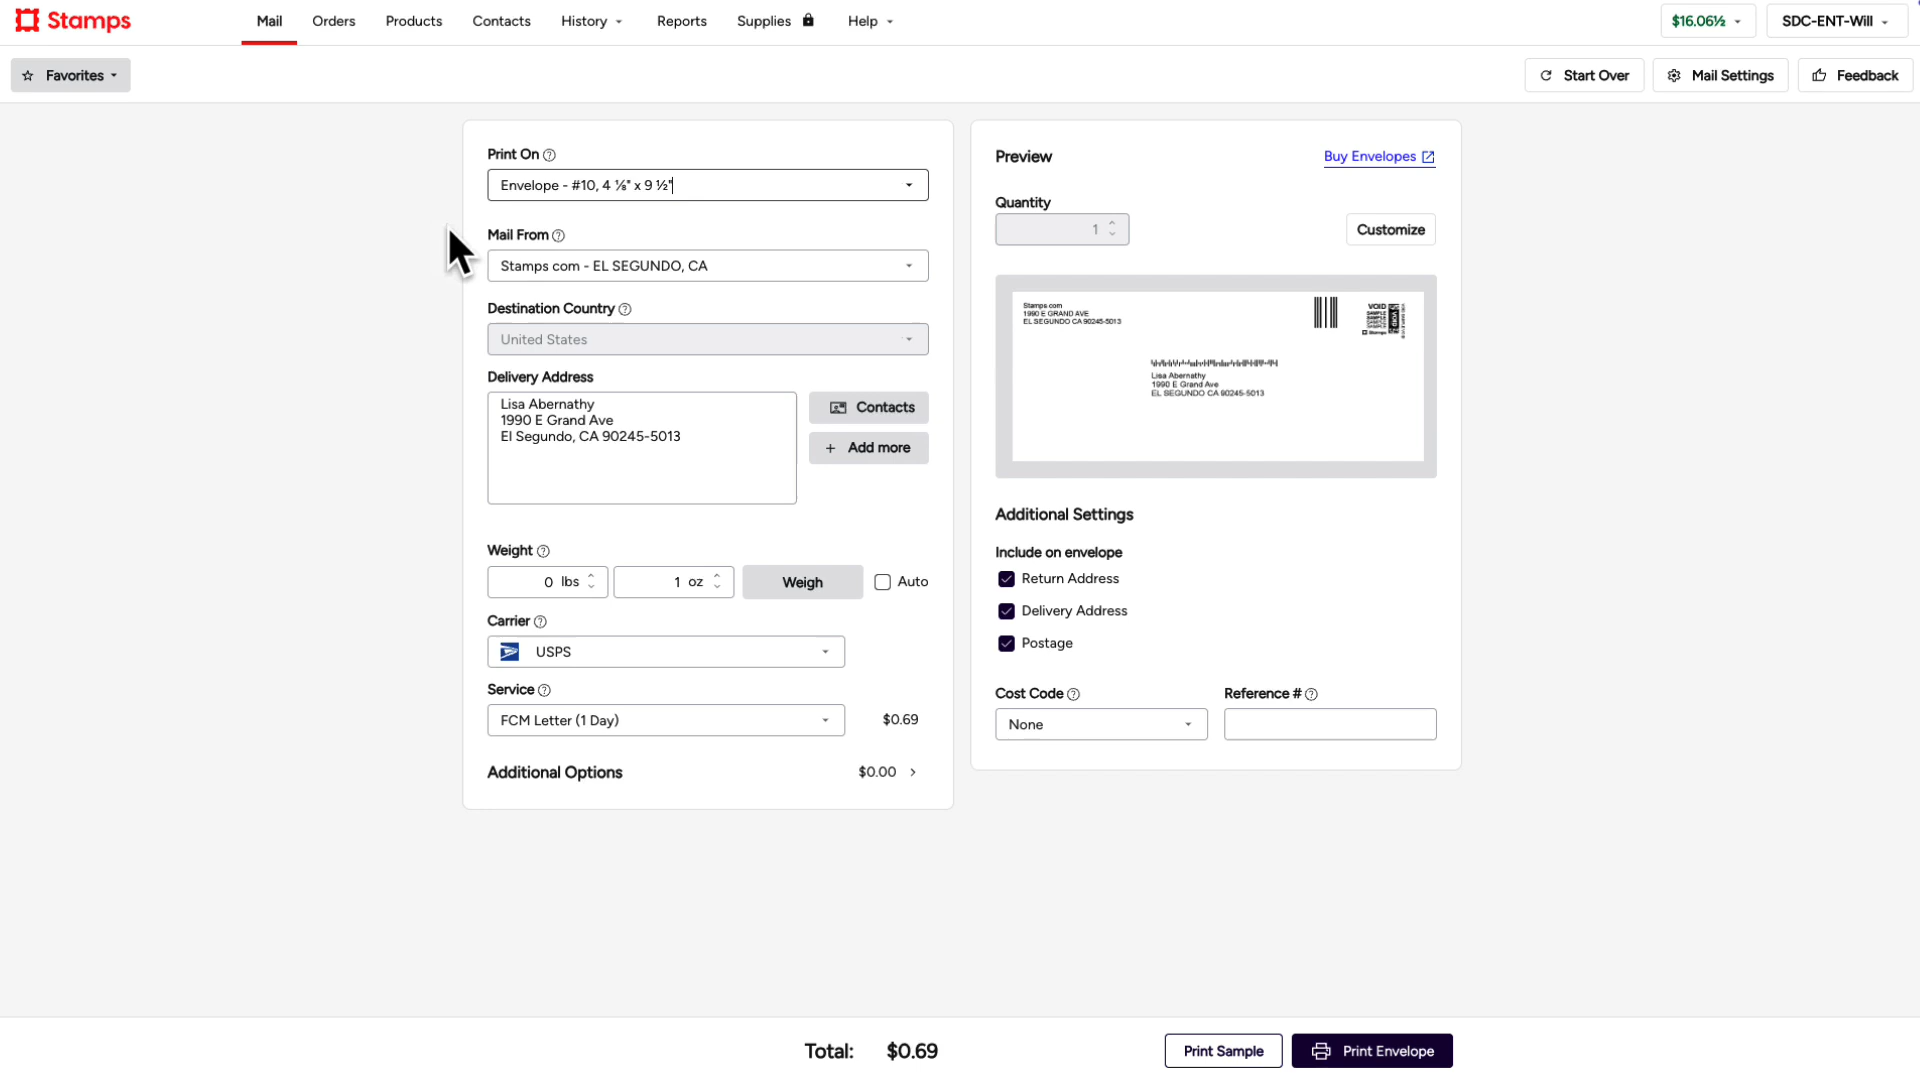 Stamps
Mail
Orders
Products
Contacts
History
Reports
Supplies
Help
$16.06½
SDC-ENT-Will
Favorites
Start Over
Mail Settings
Feedback
Print On
Envelope - #10, 4 ⅛" x 9 ½"
Mail From
Stamps com - EL SEGUNDO, CA
Destination Country
United States
Delivery Address
Lisa Abernathy
1990 E Grand Ave
El Segundo, CA 90245-5013
Contacts
Add more
Weight
0 lbs
1 oz
Weigh
Auto
Carrier
USPS
Service
FCM Letter (1 Day)
$0.69
Additional Options
$0.00
Preview
Buy Envelopes
Quantity
1
Customize
Stamps.com
1990 E GRAND AVE
EL SEGUNDO CA 90245-5013
VOID
VOID
Stamps
Lisa Abernathy
1990 E Grand Ave
EL SEGUNDO CA 90245-5013
Additional Settings
Include on envelope
Return Address
Delivery Address
Postage
Cost Code
None
Reference #
Total: $0.69
Print Sample
Print Envelope